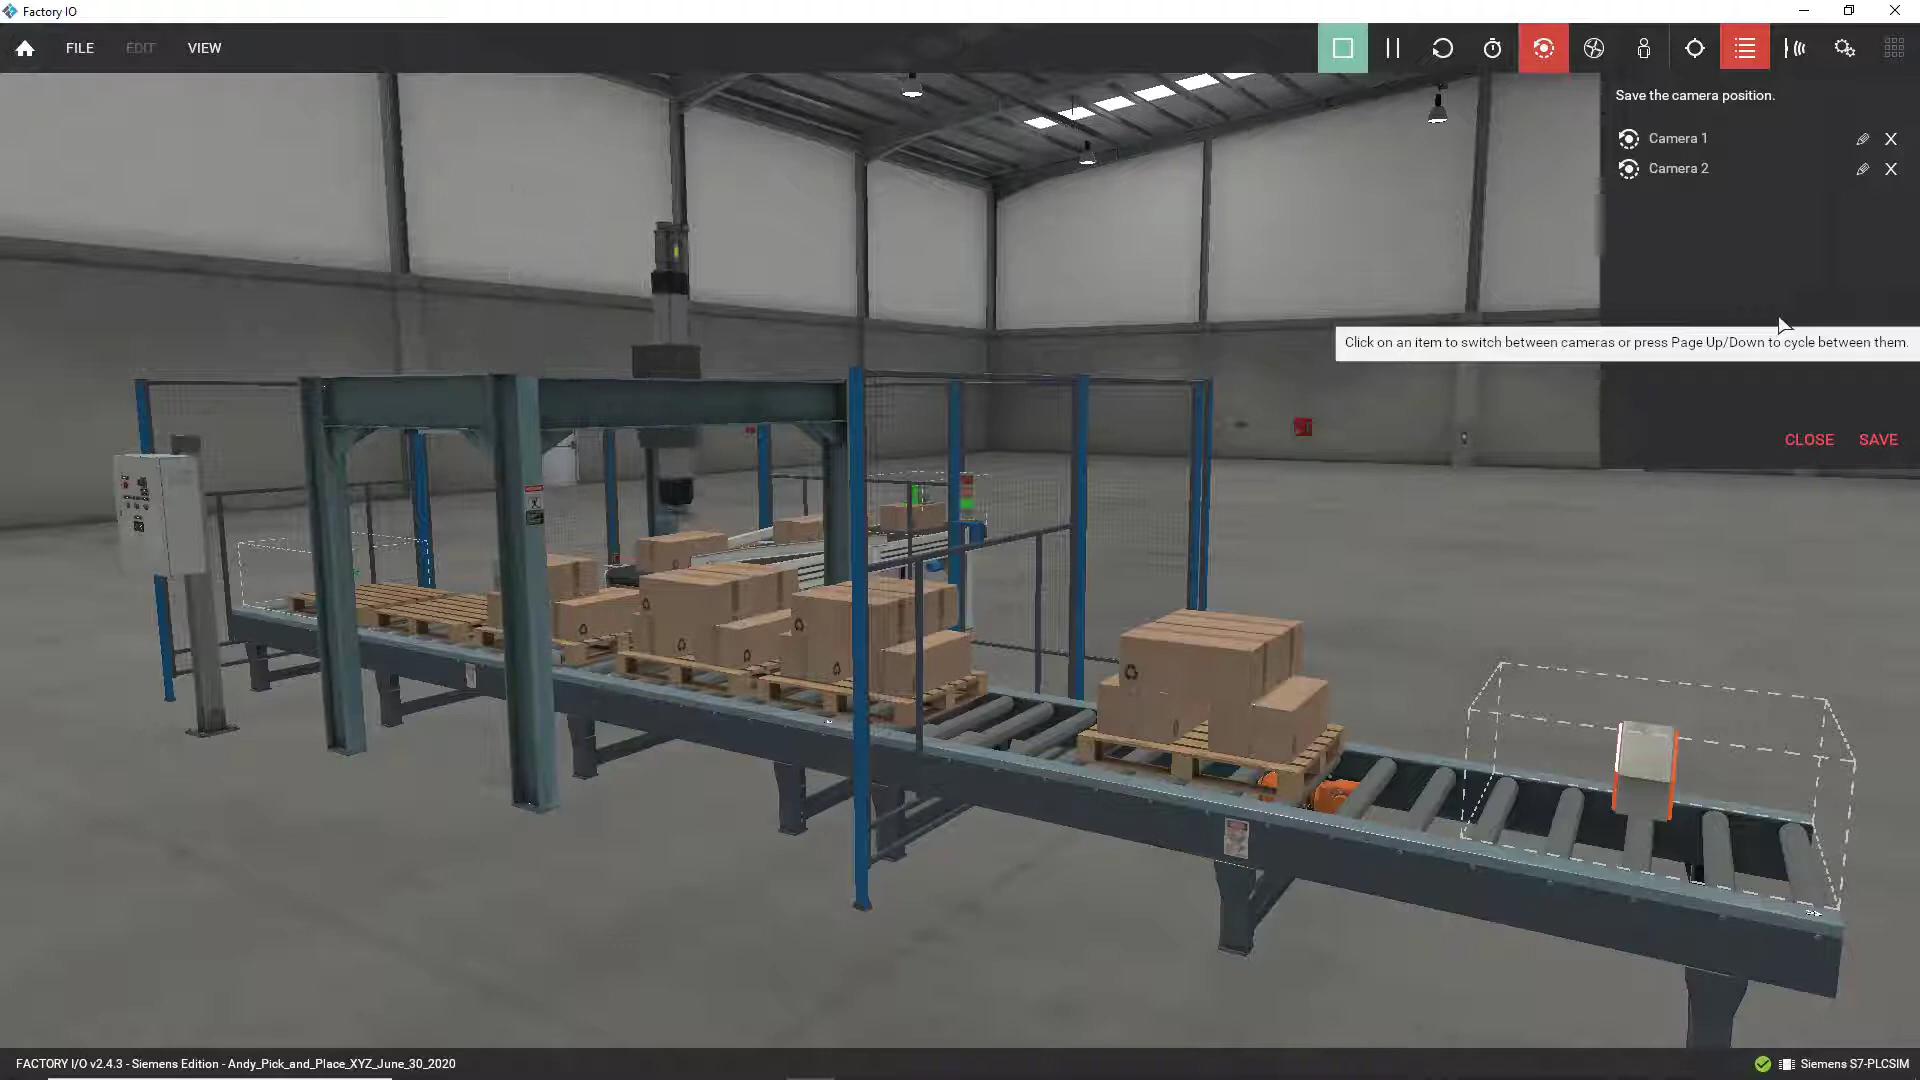 Factory IO
FILE EDIT VIEW
Save the camera position.
Camera 1
Camera 2
Click on an item to switch between cameras or press Page Up/Down to cycle between them.
CLOSE SAVE
FACTORY I/O v2.4.3 - Siemens Edition - Andy_Pick_and_Place_XYZ_June_30_2020
Siemens S7-PLCSIM